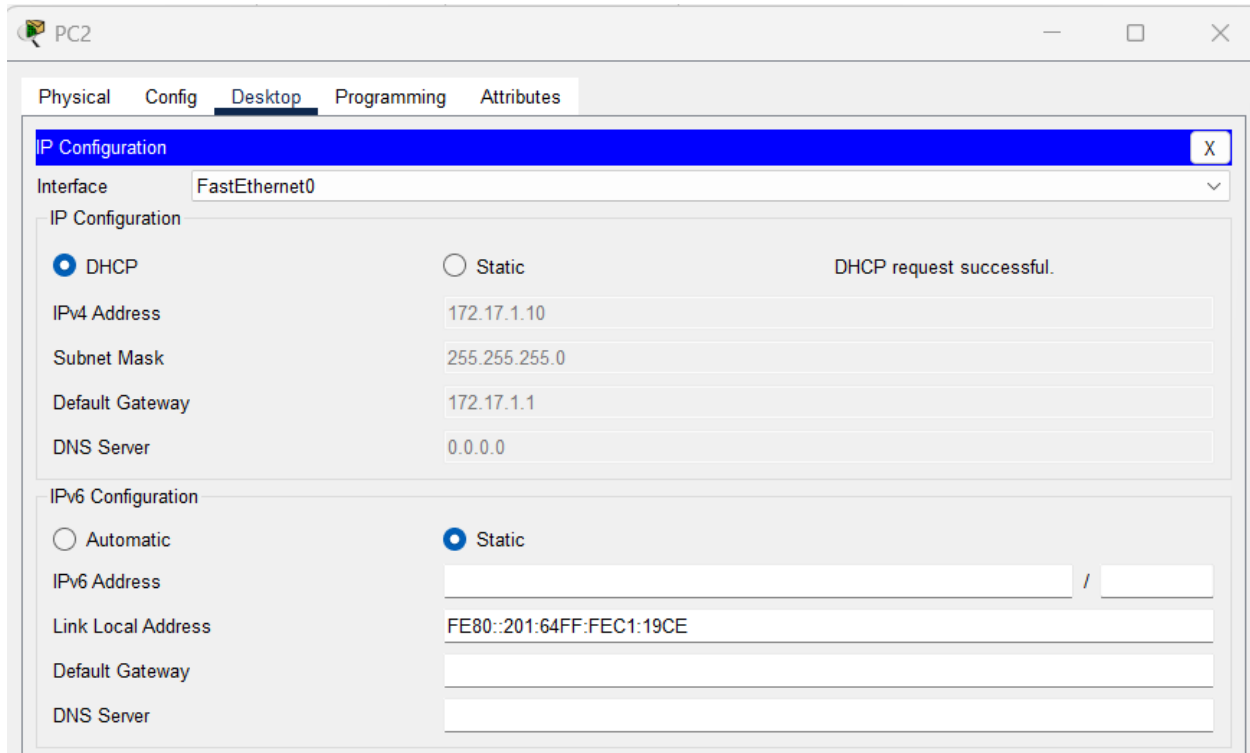 PC2
Physical Config Desktop Programming Attributes
IP Configuration X
Interface FastEthernet0
IP Configuration
DHCP Static DHCP request successful.
IPv4 Address 172.17.1.10
Subnet Mask 255.255.255.0
Default Gateway 172.17.1.1
DNS Server 0.0.0.0
IPv6 Configuration
Automatic Static
IPv6 Address /
Link Local Address FE80::201:64FF:FEC1:19CE
Default Gateway
DNS Server